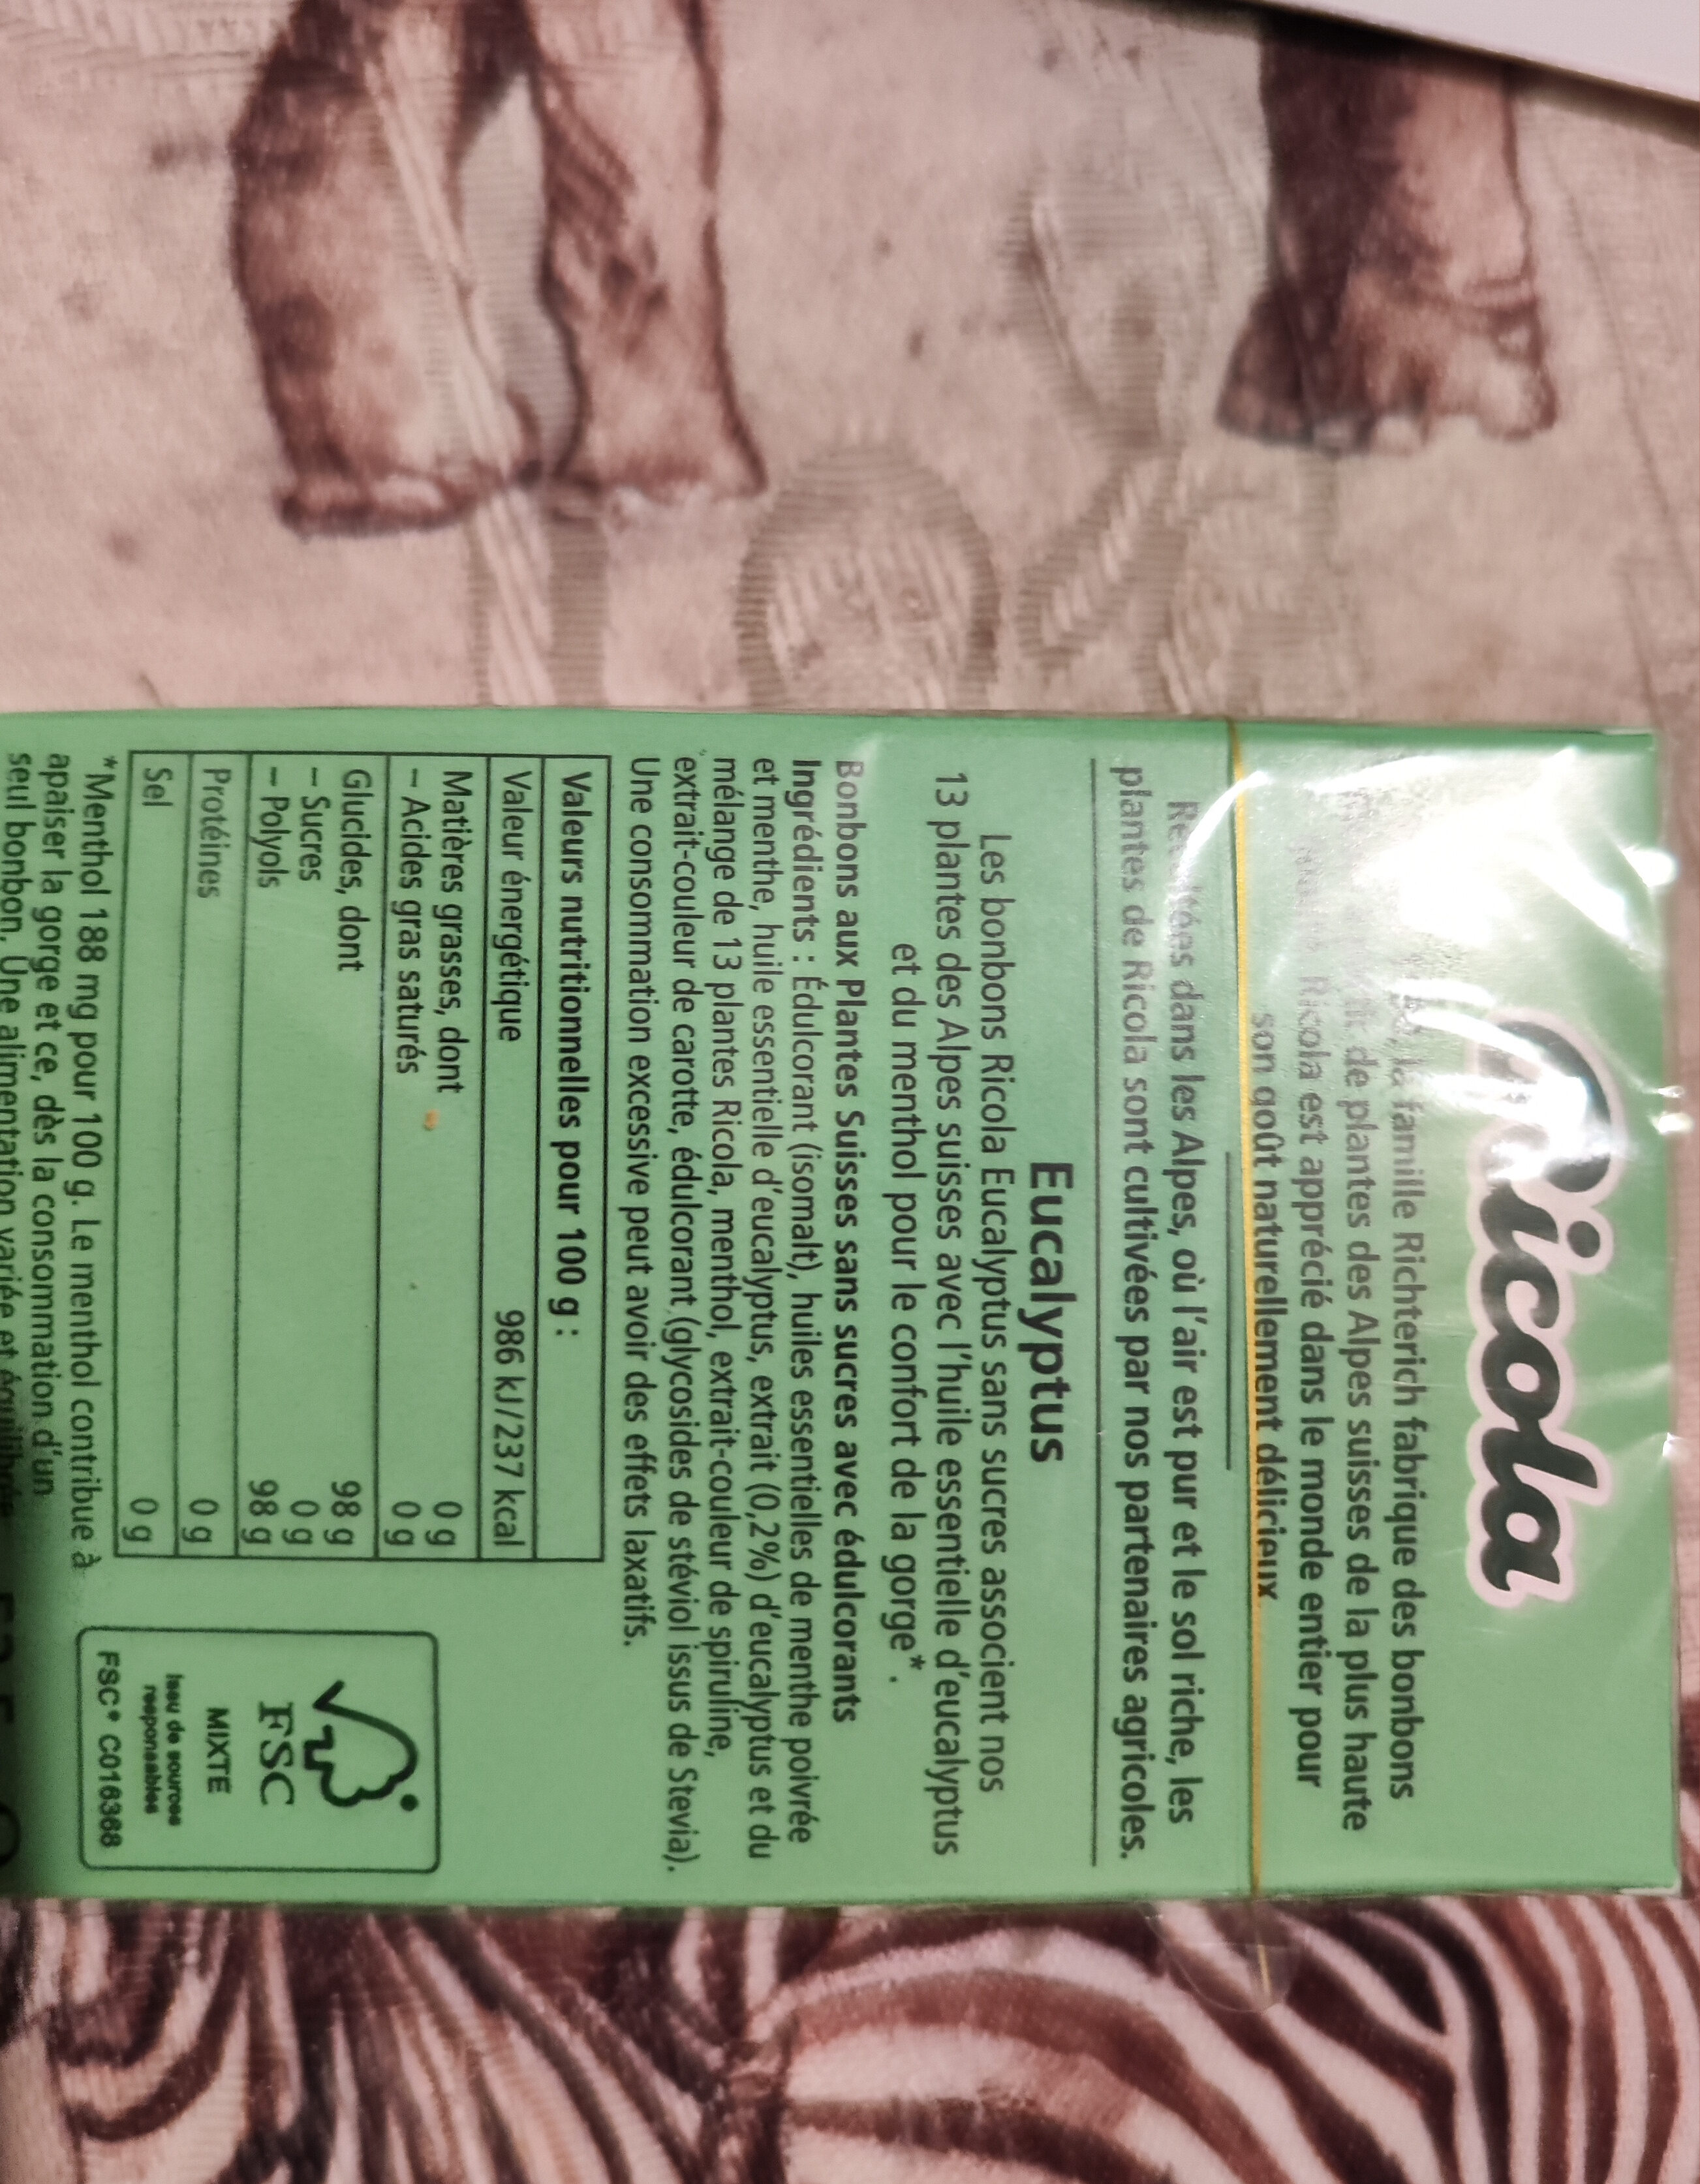 Ricola
la famille Richterich fabrique des bonbons
de plantes des Alpes suisses de la plus haute
Ricola est apprécié dans le monde entier pour
son goût naturellement délicieux
dans les Alpes, où l'air est pur et le sol riche, les
plantes de Ricola sont cultivées par nos partenaires agricoles.
Eucalyptus
Les bonbons Ricola Eucalyptus sans sucres associent nos
13 plantes des Alpes suisses avec l'huile essentielle d'eucalyptus
et du menthol pour le confort de la gorge*.
Bonbons aux Plantes Suisses sans sucres avec édulcorants
Ingrédients : Édulcorant (isomalt), huiles essentielles de menthe poivrée
et menthe, huile essentielle d'eucalyptus, extrait (0,2%) d'eucalyptus et du
mélange de 13 plantes Ricola, menthol, extrait-couleur de spiruline,
extrait-couleur de carotte, édulcorant (glycosides de stéviol issus de Stevia).
Une consommation excessive peut avoir des effets laxatifs.
Valeurs nutritionnelles pour 100 g :
Valeur énergétique 986 kJ/237 kcal
Matières grasses, dont 0 g
– Acides gras saturés 0 g
Glucides, dont 98 g
– Sucres 0 g
– Polyols 98 g
Protéines 0 g
Sel 0 g
*Menthol 188 mg pour 100 g. Le menthol contribue à
apaiser la gorge et ce, dès la consommation d'un
seul bonbon. Une alimentation variée et
FSC
MIXTE
Issu de sources
responsables
FSC® C016368